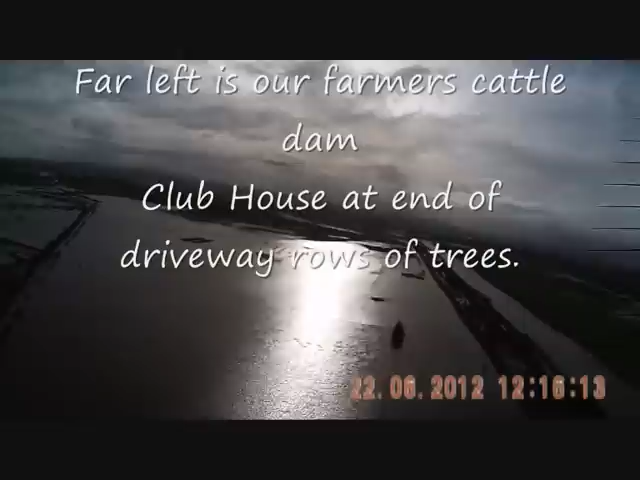 Far left is our farmers cattle
dam
Club House at end of
driveway rows of trees.
22.06.2012 12:16:13